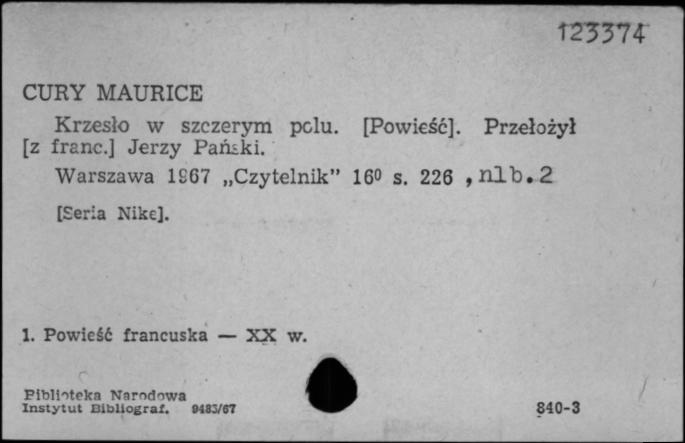 123374
CURY MAURICE
Krzesło w szczerym polu. [Powieść]. Przełożył
[z franc.] Jerzy Pański.
Warszawa 1967 „Czytelnik” 16⁰ s. 226 , nlb. 2
[Seria Nike].
1. Powieść francuska — XX w.
Biblioteka Narodowa
Instytut Bibliograf. 9483/67
840-3